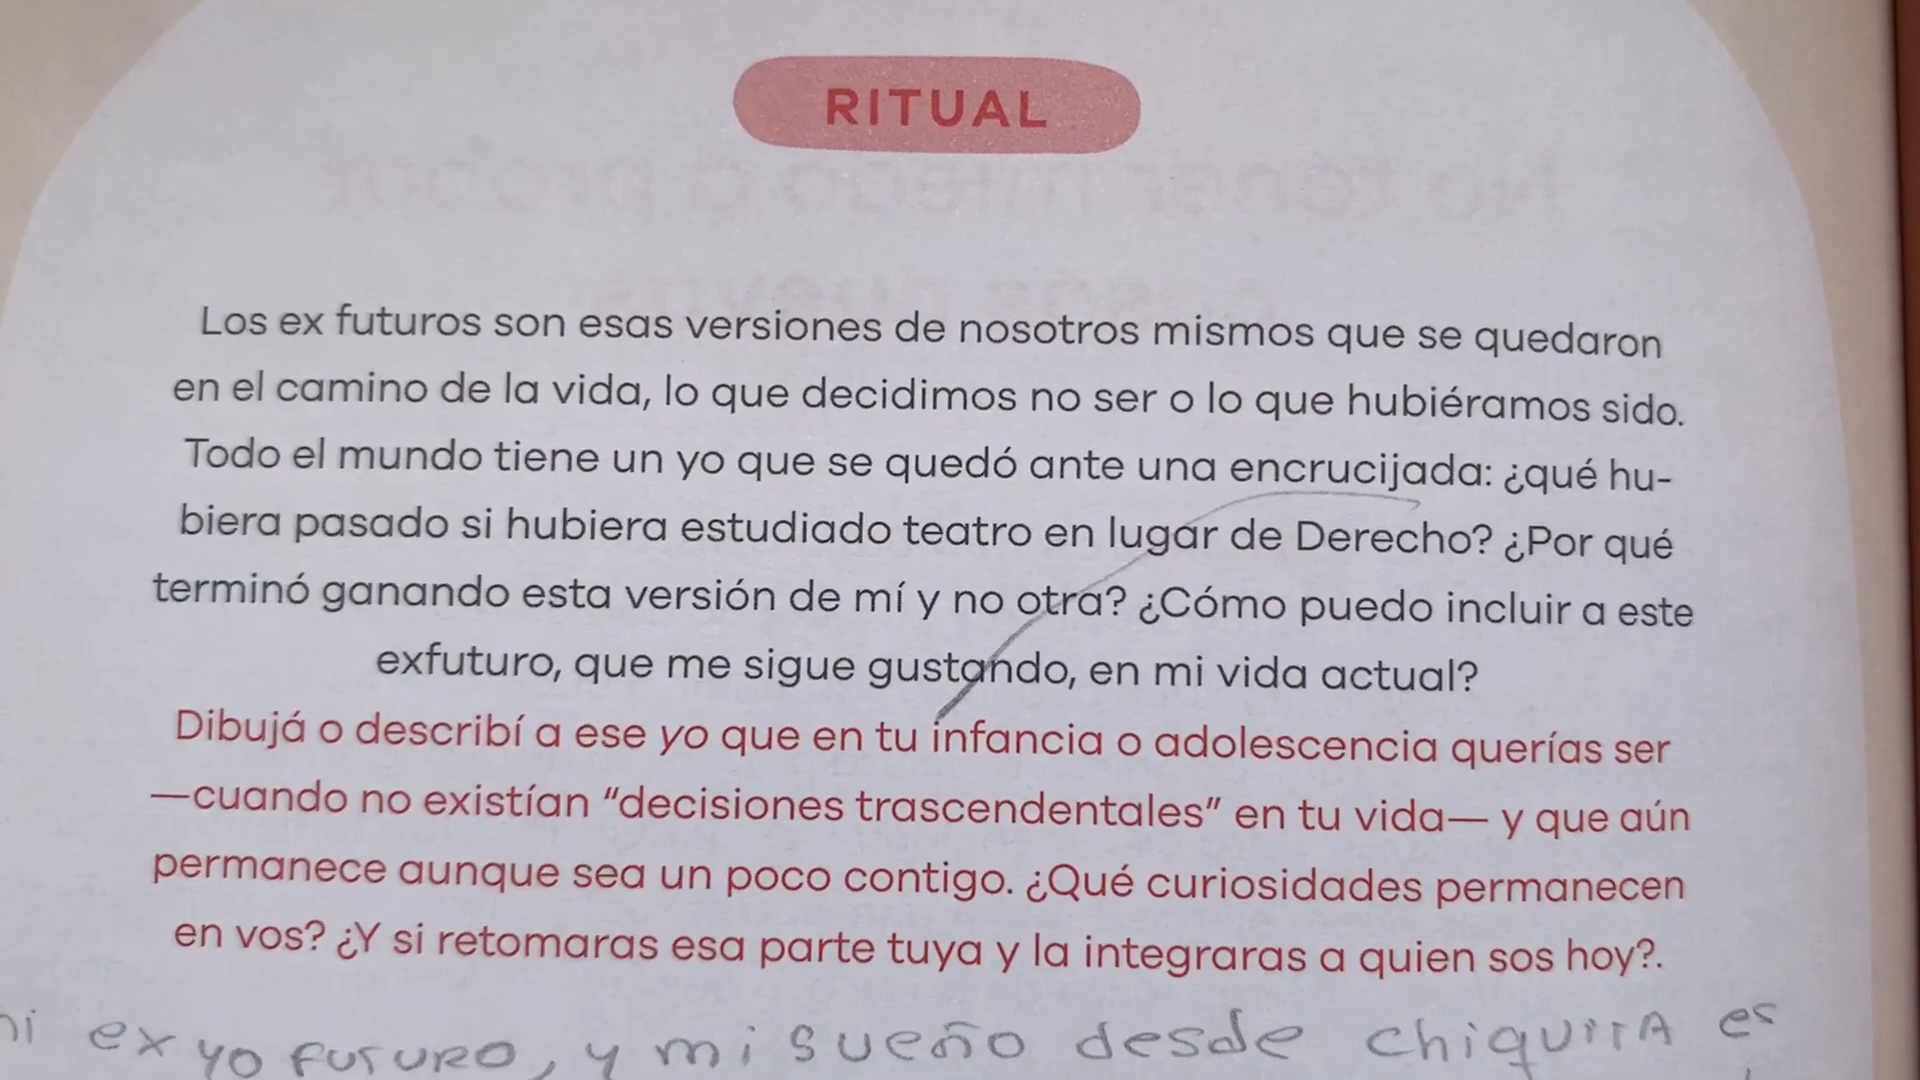 RITUAL
Los ex futuros son esas versiones de nosotros mismos que se quedaron
en el camino de la vida, lo que decidimos no ser o lo que hubiéramos sido.
Todo el mundo tiene un yo que se quedó ante una encrucijada: ¿qué hu-
biera pasado si hubiera estudiado teatro en lugar de Derecho? ¿Por qué
terminó ganando esta versión de mí y no otra? ¿Cómo puedo incluir a este
exfuturo, que me sigue gustando, en mi vida actual?
Dibujá o describí a ese yo que en tu infancia o adolescencia querías ser
—cuando no existían “decisiones trascendentales” en tu vida— y que aún
permanece aunque sea un poco contigo. ¿Qué curiosidades permanecen
en vos? ¿Y si retomaras esa parte tuya y la integraras a quien sos hoy?.
ex yo futuro, y mi sueño desde chiquita es